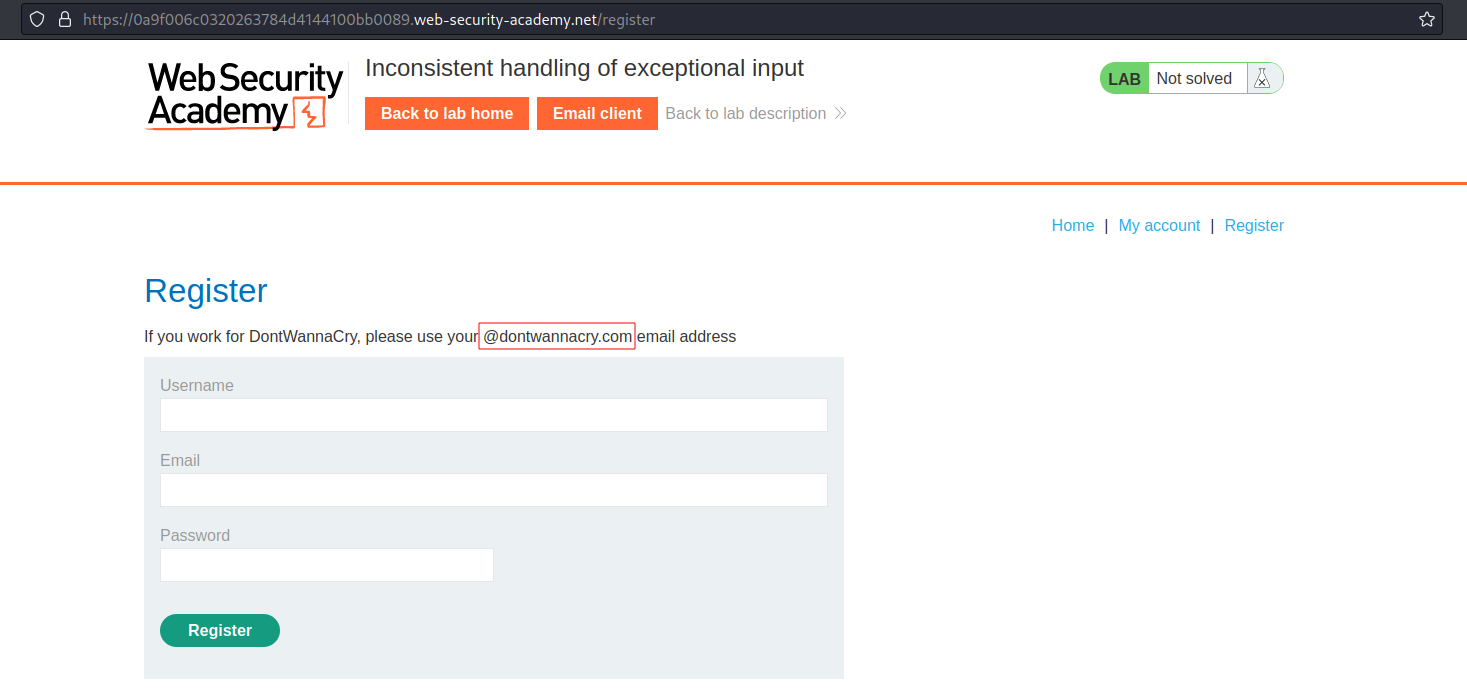 https://0a9f006c0320263784d4144100bb0089.web-security-academy.net/register
WebSecurity
Academy
Inconsistent handling of exceptional input
Back to lab home
Email client
Back to lab description
LAB
Not solved
Home | My account | Register
Register
If you work for DontWannaCry, please use your @dontwannacry.com email address
Username
Email
Password
Register